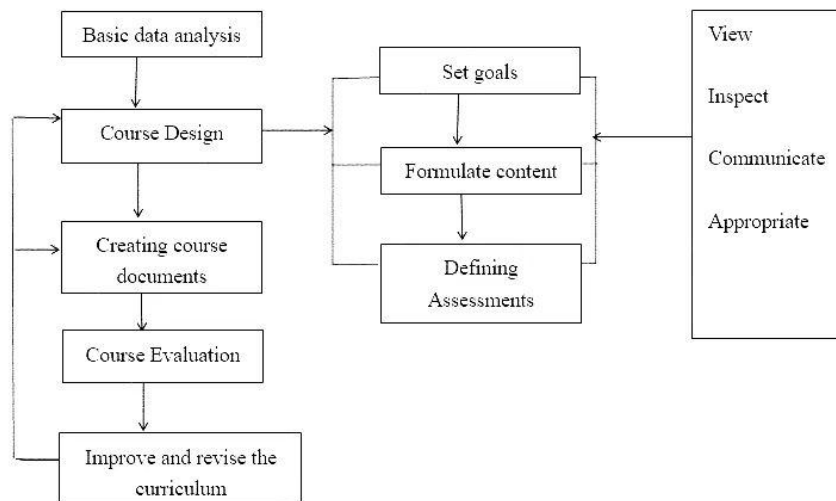 Basic data analysis
Course Design
Creating course
documents
Course Evaluation
Improve and revise the
curriculum
Set goals
Formulate content
Defining
Assessments
View
Inspect
Communicate
Appropriate